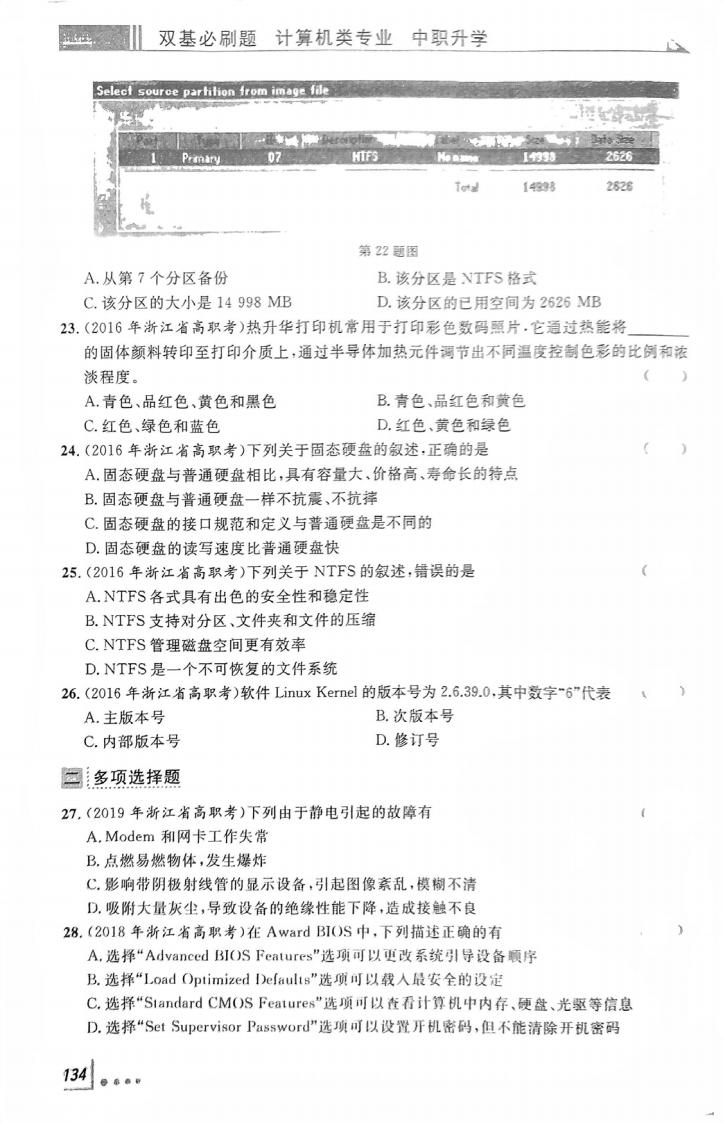 双基必刷题 计算机类专业 中职升学
Select source partition from image file
Part Type Description Size Data Size
1 Primary 07 NTFS No name 14998 2626
Total 14998 2626
第 22 题图
A.从第 7 个分区备份 B.该分区是 NTFS 格式
C.该分区的大小是 14 998 MB D.该分区的已用空间为 2626 MB
23.(2016 年浙江省高职考)热升华打印机常用于打印彩色数码照片.它通过热能将________
的固体颜料转印至打印介质上,通过半导体加热元件调节出不同温度控制色彩的比例和浓
淡程度。 ( )
A.青色、品红色、黄色和黑色 B.青色、品红色和黄色
C.红色、绿色和蓝色 D.红色、黄色和绿色
24.(2016 年浙江省高职考)下列关于固态硬盘的叙述,正确的是 ( )
A.固态硬盘与普通硬盘相比,具有容量大、价格高、寿命长的特点
B.固态硬盘与普通硬盘一样不抗震、不抗摔
C.固态硬盘的接口规范和定义与普通硬盘是不同的
D.固态硬盘的读写速度比普通硬盘快
25.(2016 年浙江省高职考)下列关于 NTFS 的叙述,错误的是 (
A.NTFS 各式具有出色的安全性和稳定性
B.NTFS 支持对分区、文件夹和文件的压缩
C.NTFS 管理磁盘空间更有效率
D.NTFS 是一个不可恢复的文件系统
26.(2016 年浙江省高职考)软件 Linux Kernel 的版本号为 2.6.39.0,其中数字“6”代表 ( )
A.主版本号 B.次版本号
C.内部版本号 D.修订号
二 多项选择题
27.(2019 年浙江省高职考)下列由于静电引起的故障有 (
A.Modem 和网卡工作失常
B.点燃易燃物体,发生爆炸
C.影响带阴极射线管的显示设备,引起图像紊乱,模糊不清
D.吸附大量灰尘,导致设备的绝缘性能下降,造成接触不良
28.(2018 年浙江省高职考)在 Award BIOS 中,下列描述正确的有 )
A.选择“Advanced BIOS Features”选项可以更改系统引导设备顺序
B.选择“Load Optimized Defaults”选项可以载入最安全的设定
C.选择“Standard CMOS Features”选项可以查看计算机中内存、硬盘、光驱等信息
D.选择“Set Supervisor Password”选项可以设置开机密码,但不能清除开机密码
134